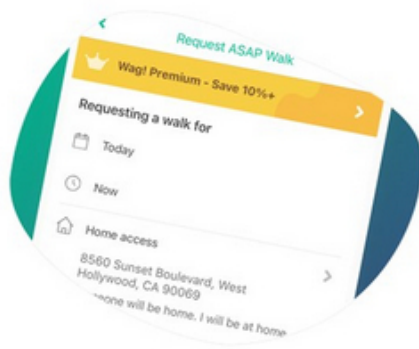 Request ASAP Walk
Wag! Premium - Save 10%+
Requesting a walk for
Today
Now
Home access
8560 Sunset Boulevard, West
Hollywood, CA 90069
will be home. I will be at home